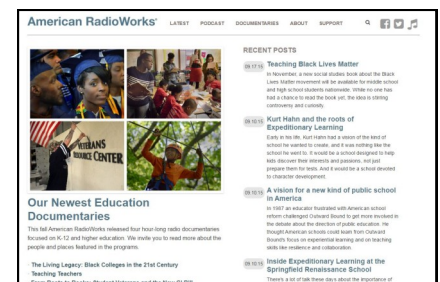 American RadioWorks®
LATEST PODCAST DOCUMENTARIES ABOUT SUPPORT
VETERANS
RESOURCE CENTER
Our Newest Education
Documentaries
This fall American RadioWorks released four hour-long radio documentaries
focused on K-12 and higher education. We invite you to read more about the
people and places featured in the programs.
- The Living Legacy: Black Colleges in the 21st Century
- Teaching Teachers
RECENT POSTS
09.17.15 Teaching Black Lives Matter
In November, a new social studies book about the Black
Lives Matter movement will be available for middle school
and high school students nationwide. While no one has
had a chance to read the book yet, the idea is stirring
controversy and curiosity.
09.10.15 Kurt Hahn and the roots of
Expeditionary Learning
Early in his life, Kurt Hahn had a vision of the kind of
school he wanted to create, and it was nothing like the
school he went to. It would be a school designed to help
kids discover their interests and passions, not just
prepare them for tests. And it would be a school devoted
to character development.
09.10.15 A vision for a new kind of public school
in America
In 1987 an educator frustrated with American school
reform challenged Outward Bound to get more involved in
the debate about the direction of public education. He
thought American schools could learn from Outward
Bound's focus on experiential learning and on teaching
skills like resilience and collaboration.
09.10.15 Inside Expeditionary Learning at the
Springfield Renaissance School
There's a lot of talk these days about the importance of